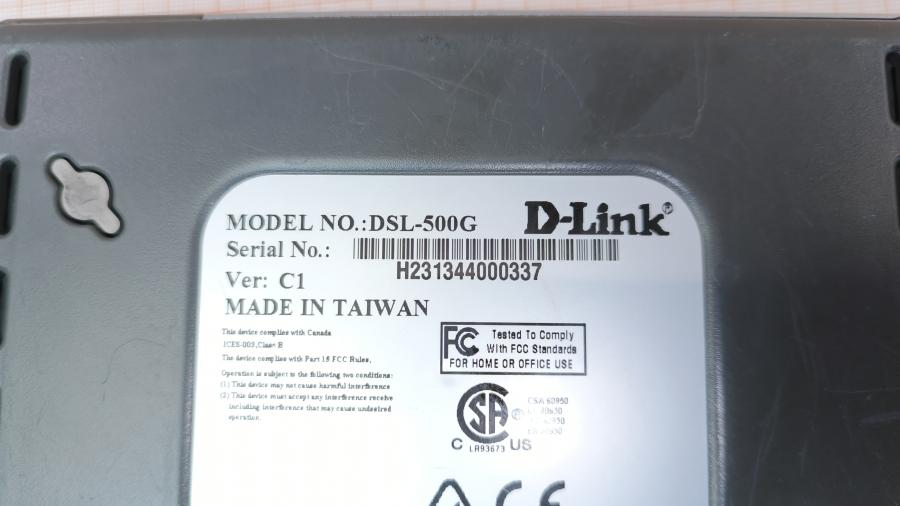 MODEL NO.:DSL-500G
D-Link®
Serial No.:
H231344000337
Ver: C1
MADE IN TAIWAN
This device complies with Canada
ICES-003,Class B
The device complies with Part 15 FCC Rules,
Operation is subject to the following two conditions:
(1) This device may not cause harmful interference
(2) This device must accept any interference receive
including interference that may cause undesired
operation.
FC
Tested To Comply
With FCC Standards
FOR HOME OR OFFICE USE
SA
C US
LR93673
CSA 60950
CE